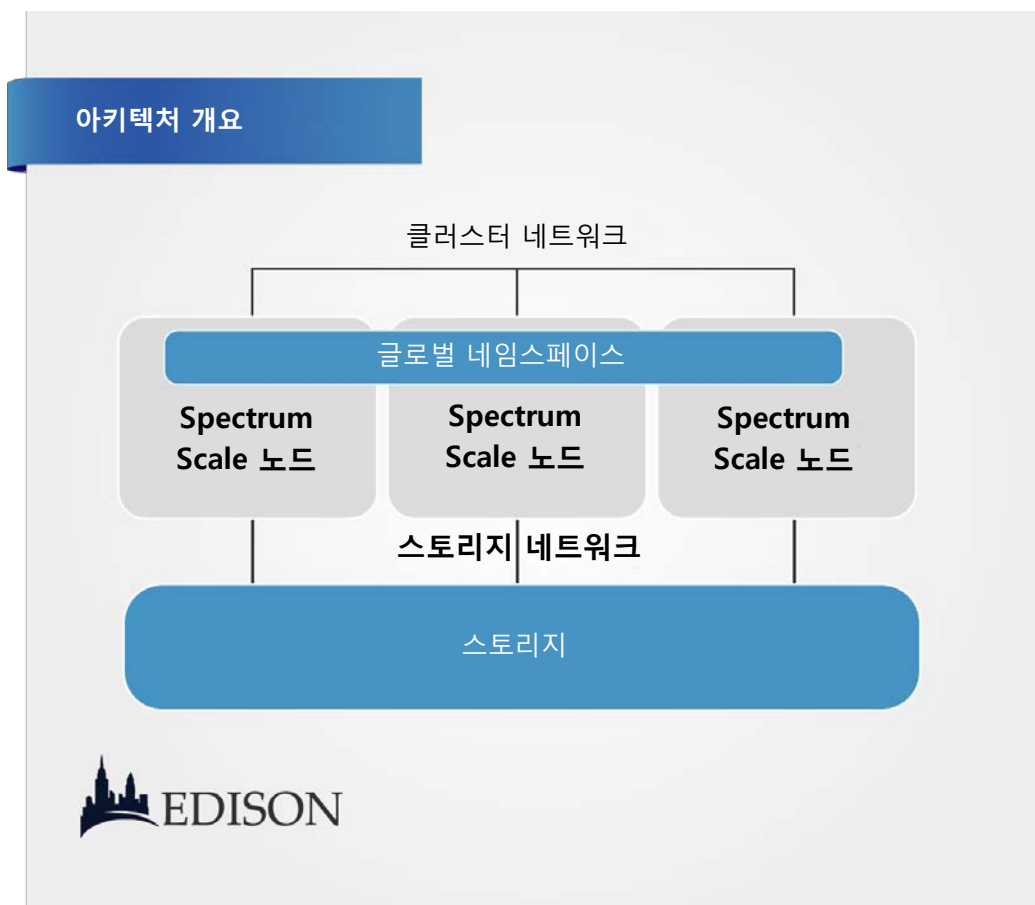 아키텍처 개요
클러스터 네트워크
글로벌 네임스페이스
Spectrum
Scale 노드
Spectrum
Scale 노드
Spectrum
Scale 노드
스토리지 네트워크
스토리지
EDISON